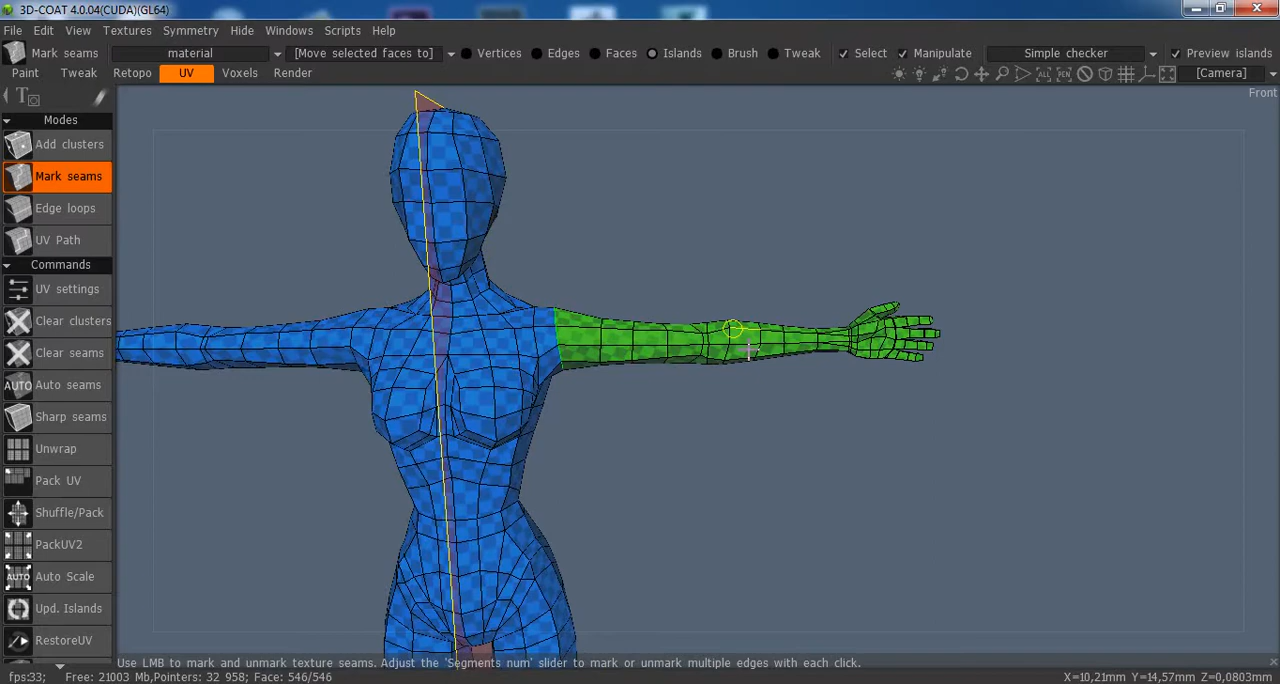 3D-COAT 4.0.04(CUDA)(GL64)
File Edit View Textures Symmetry Hide Windows Scripts Help
Mark seams material [Move selected faces to] Vertices Edges Faces Islands Brush Tweak Select Manipulate Simple checker Preview islands
Paint Tweak Retopo UV Voxels Render ALL PEN [Camera]
Front
Modes
Add clusters
Mark seams
Edge loops
UV Path
Commands
UV settings
Clear clusters
Clear seams
AUTO Auto seams
Sharp seams
Unwrap
Pack UV
Shuffle/Pack
PackUV2
AUTO Auto Scale
Upd. Islands
RestoreUV
Use LMB to mark and unmark texture seams. Adjust the 'Segments num' slider to mark or unmark multiple edges with each click.
fps:33; Free: 21003 Mb,Pointers: 32 958; Face: 546/546 X=10,21mm Y=14,57mm Z=0,0803mm